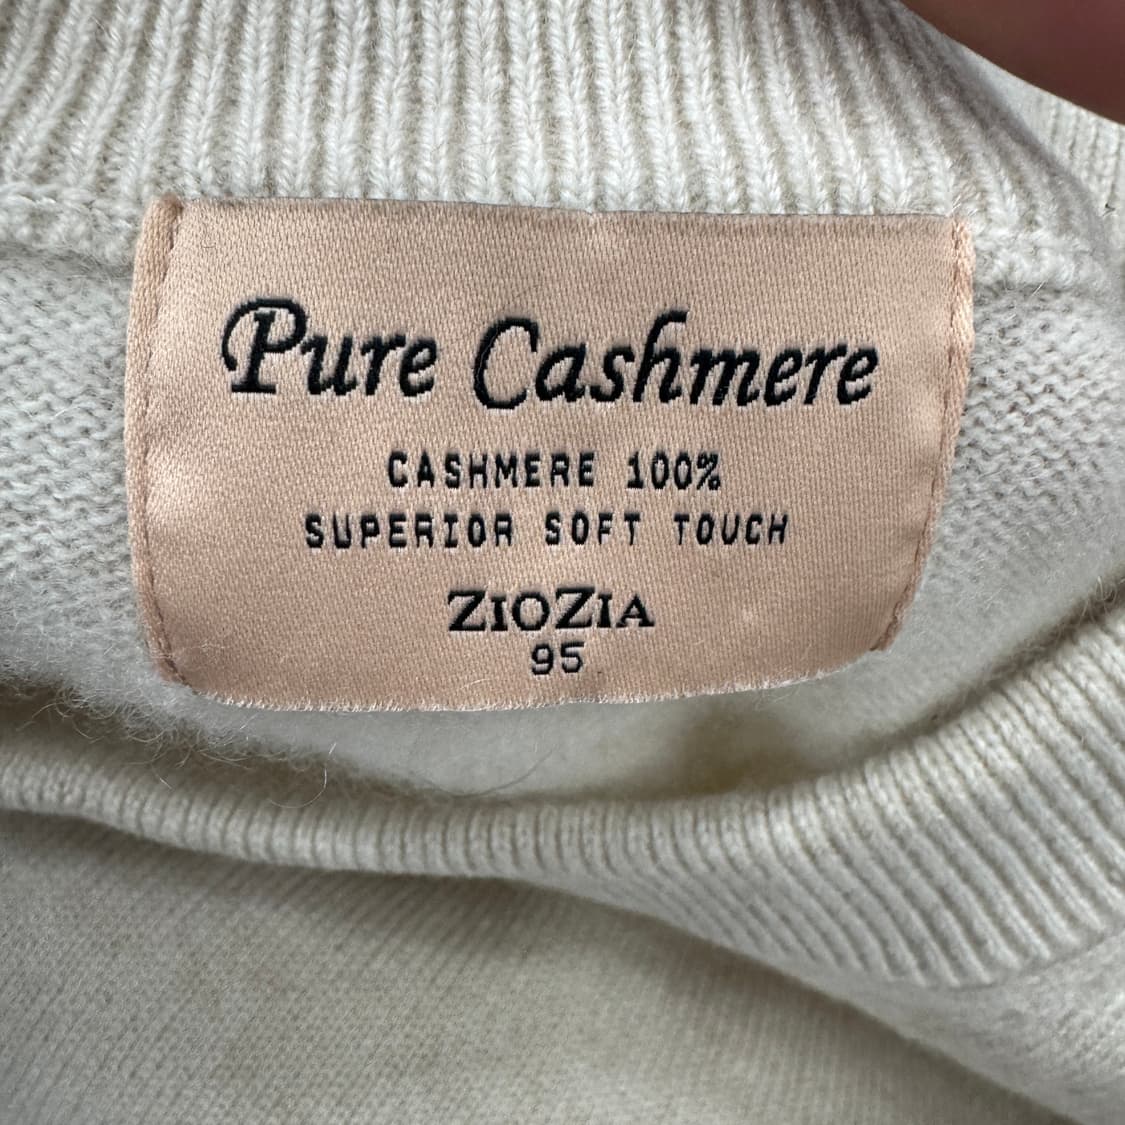 Pure Cashmere
CASHMERE 100%
SUPERIOR SOFT TOUCH
ZIOZIA
95